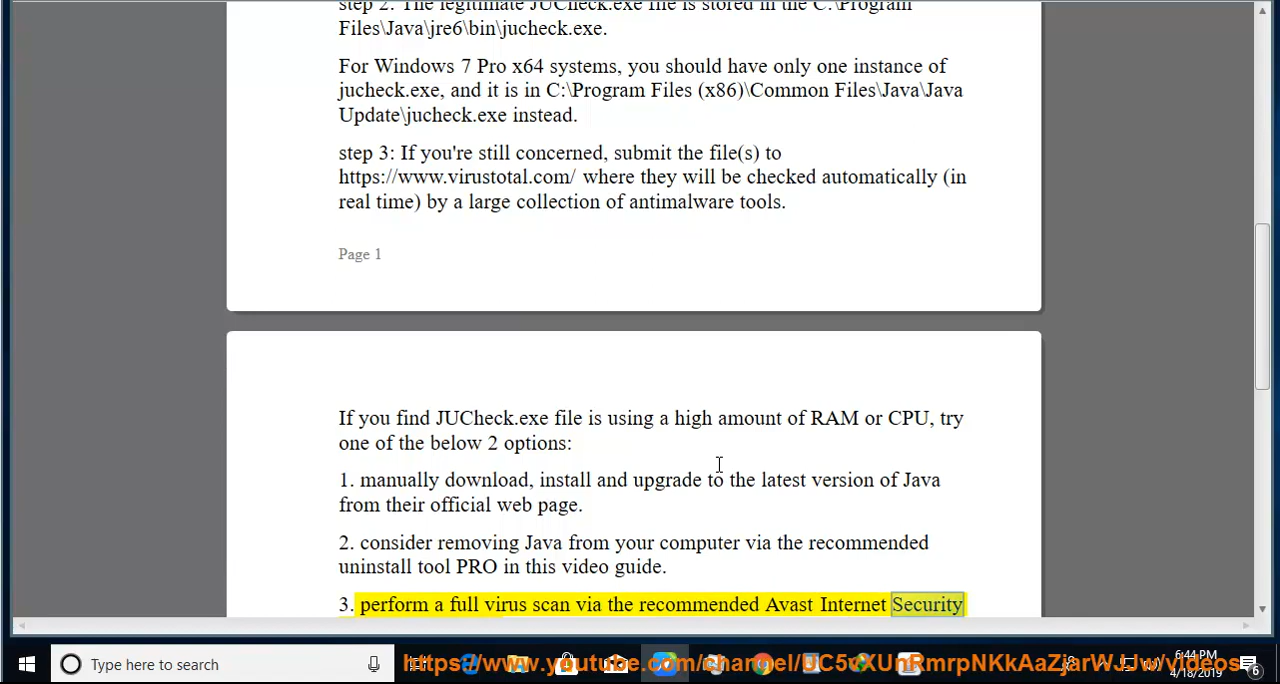 step 2. The legitimate JUCheck.exe file is stored in the C:\Program
Files\Java\jre6\bin\jucheck.exe.
For Windows 7 Pro x64 systems, you should have only one instance of
jucheck.exe, and it is in C:\Program Files (x86)\Common Files\Java\Java
Update\jucheck.exe instead.
step 3: If you're still concerned, submit the file(s) to
https://www.virustotal.com/ where they will be checked automatically (in
real time) by a large collection of antimalware tools.
Page 1
If you find JUCheck.exe file is using a high amount of RAM or CPU, try
one of the below 2 options:
1. manually download, install and upgrade to the latest version of Java
from their official web page.
2. consider removing Java from your computer via the recommended
uninstall tool PRO in this video guide.
3. perform a full virus scan via the recommended Avast Internet Security
Type here to search
6:44 PM
4/18/2019
6